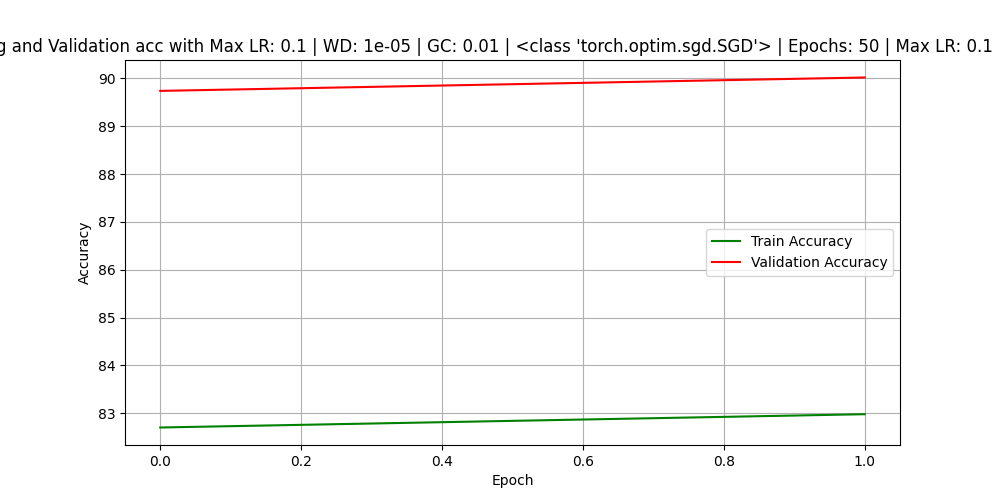 g and Validation acc with Max LR: 0.1 | WD: 1e-05 | GC: 0.01 | <class 'torch.optim.sgd.SGD'> | Epochs: 50 | Max LR: 0.1
90
89
88
87
86
85
84
83
Accuracy
Train Accuracy
Validation Accuracy
0.0 0.2 0.4 0.6 0.8 1.0
Epoch